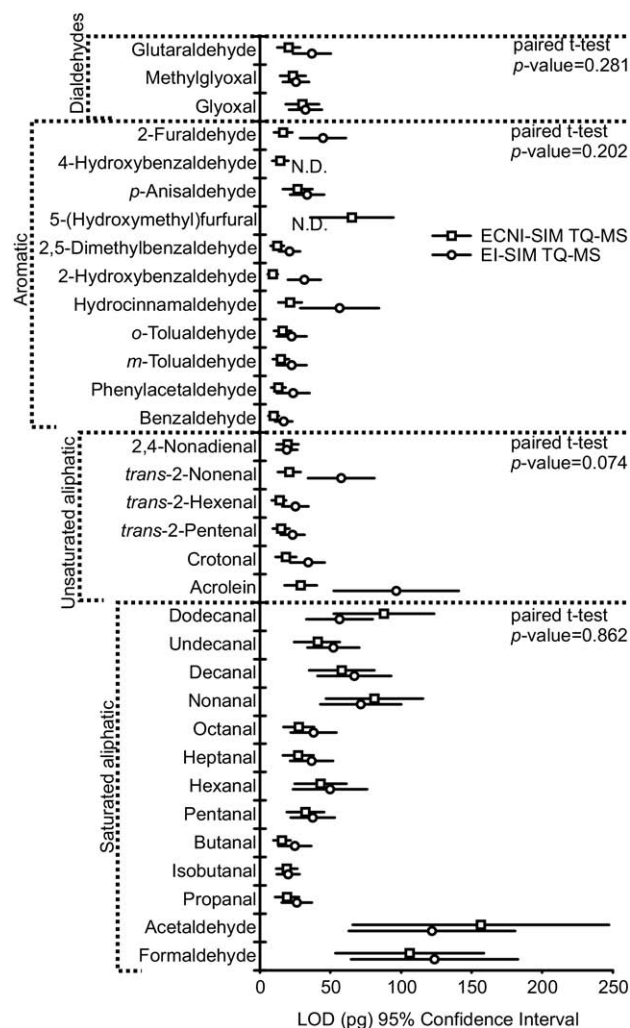 Dialdehydes
Glutaraldehyde
Methylglyoxal
Glyoxal
paired t-test
p-value=0.281
Aromatic
2-Furaldehyde
4-Hydroxybenzaldehyde
N.D.
p-Anisaldehyde
5-(Hydroxymethyl)furfural
N.D.
2,5-Dimethylbenzaldehyde
2-Hydroxybenzaldehyde
Hydrocinnamaldehyde
o-Tolualdehyde
m-Tolualdehyde
Phenylacetaldehyde
Benzaldehyde
paired t-test
p-value=0.202
ECNI-SIM TQ-MS
EI-SIM TQ-MS
Unsaturated aliphatic
2,4-Nonadienal
trans-2-Nonenal
trans-2-Hexenal
trans-2-Pentenal
Crotonal
Acrolein
paired t-test
p-value=0.074
Saturated aliphatic
Dodecanal
Undecanal
Decanal
Nonanal
Octanal
Heptanal
Hexanal
Pentanal
Butanal
Isobutanal
Propanal
Acetaldehyde
Formaldehyde
paired t-test
p-value=0.862
0 50 100 150 200 250
LOD (pg) 95% Confidence Interval